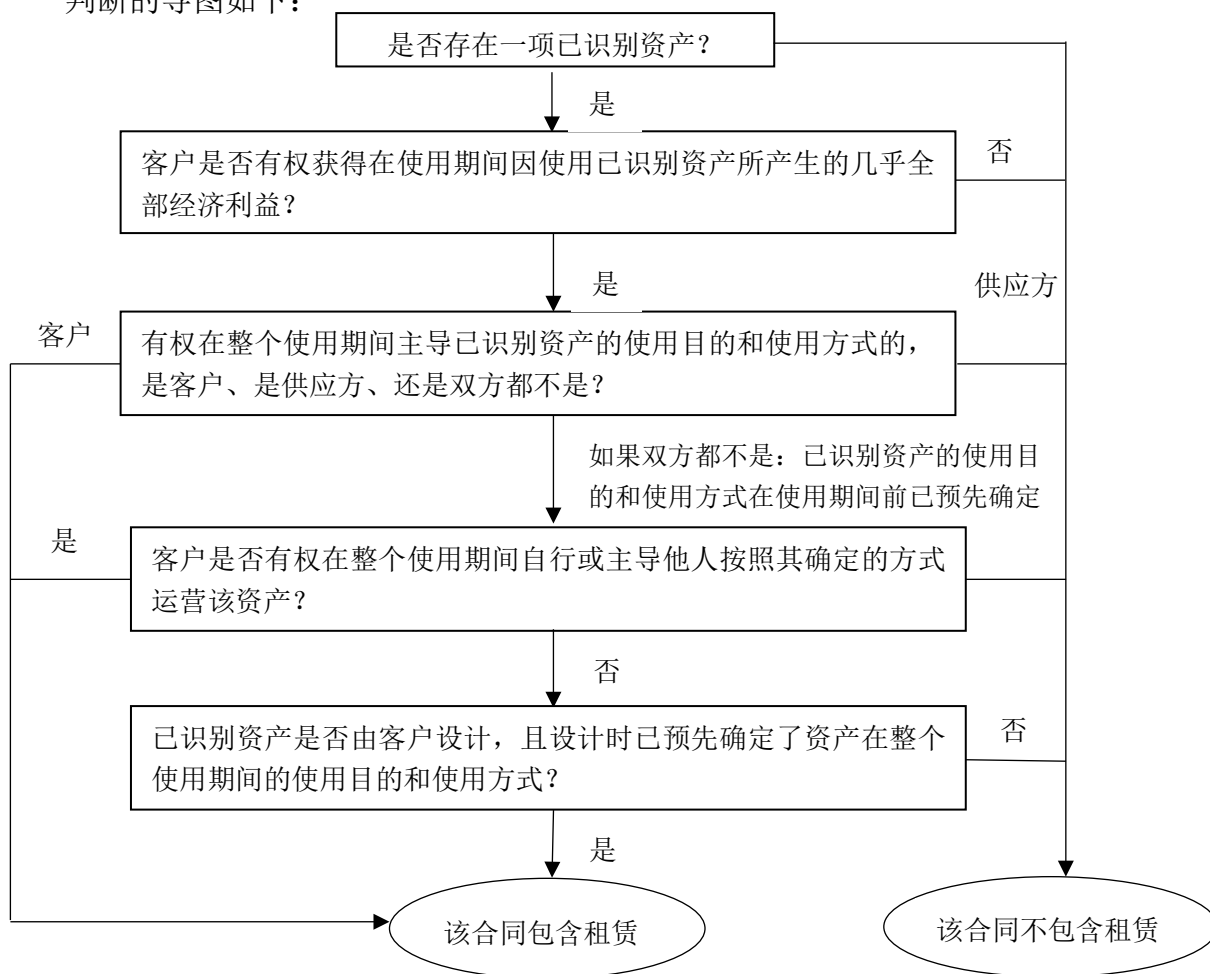 判断的导图如下：
是否存在一项已识别资产？
是
客户是否有权获得在使用期间因使用已识别资产所产生的几乎全
部经济利益？
否
是
供应方
客户
有权在整个使用期间主导已识别资产的使用目的和使用方式的，
是客户、是供应方、还是双方都不是？
如果双方都不是：已识别资产的使用目
的和使用方式在使用期间前已预先确定
是
客户是否有权在整个使用期间自行或主导他人按照其确定的方式
运营该资产？
否
已识别资产是否由客户设计，且设计时已预先确定了资产在整个
使用期间的使用目的和使用方式？
否
是
该合同包含租赁
该合同不包含租赁